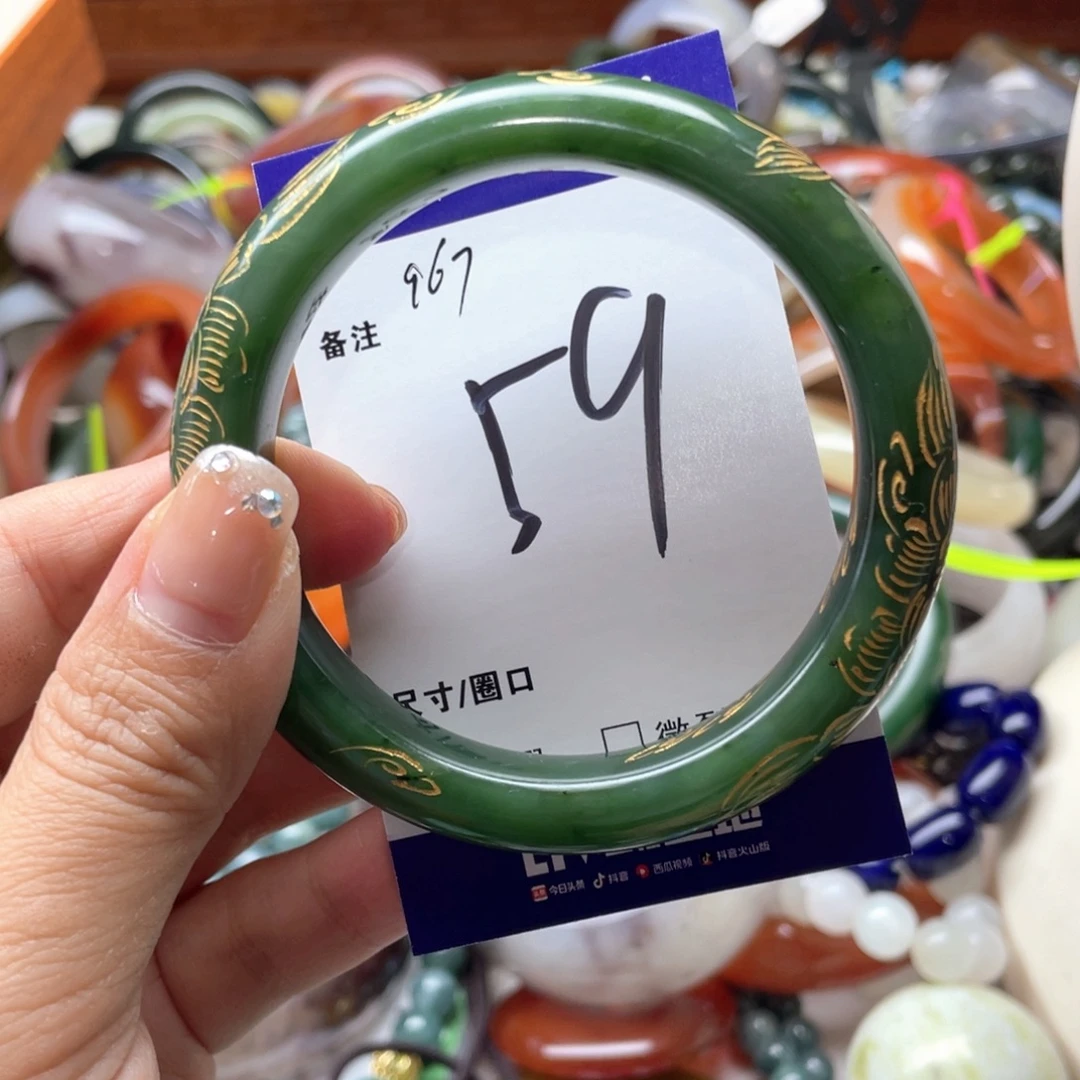 967
备注
59
尺寸/圈口
微
今日头条 抖音 西瓜视频 抖音火山版